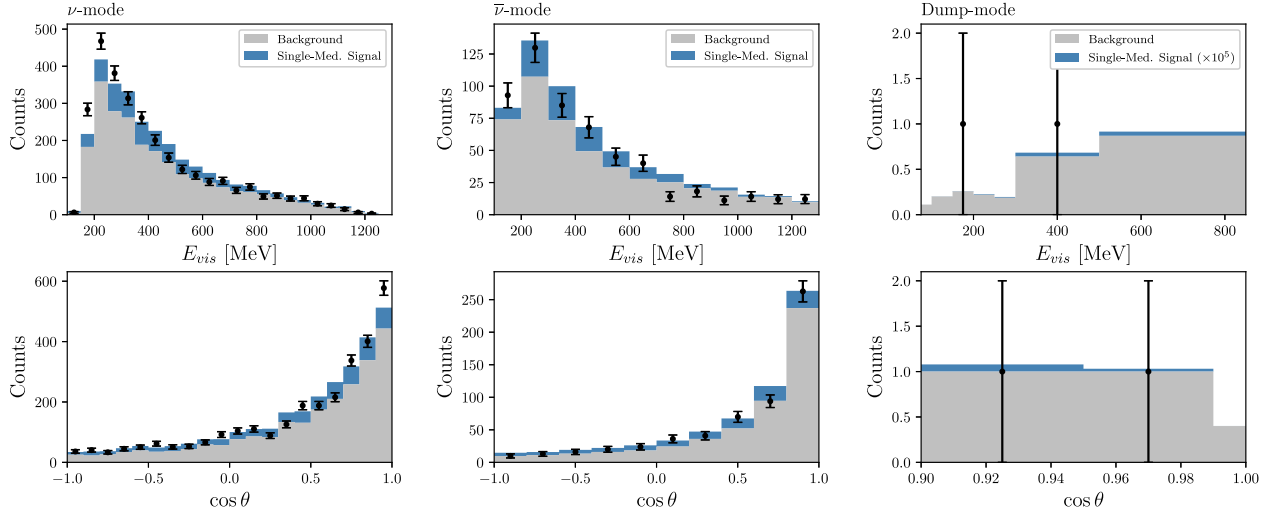 ν-mode
500
400
300
200
100
0
Counts
200 400 600 800 1000 1200
E_vis [MeV]
Background
Single-Med. Signal
ν̅-mode
125
100
75
50
25
0
Counts
200 400 600 800 1000 1200
E_vis [MeV]
Background
Single-Med. Signal
Dump-mode
2.0
1.5
1.0
0.5
0.0
Counts
200 400 600 800
E_vis [MeV]
Background
Single-Med. Signal (×10⁵)
600
400
200
0
Counts
−1.0 −0.5 0.0 0.5 1.0
cos θ
250
200
150
100
50
0
Counts
−1.0 −0.5 0.0 0.5 1.0
cos θ
2.0
1.5
1.0
0.5
0.0
Counts
0.90 0.92 0.94 0.96 0.98 1.00
cos θ